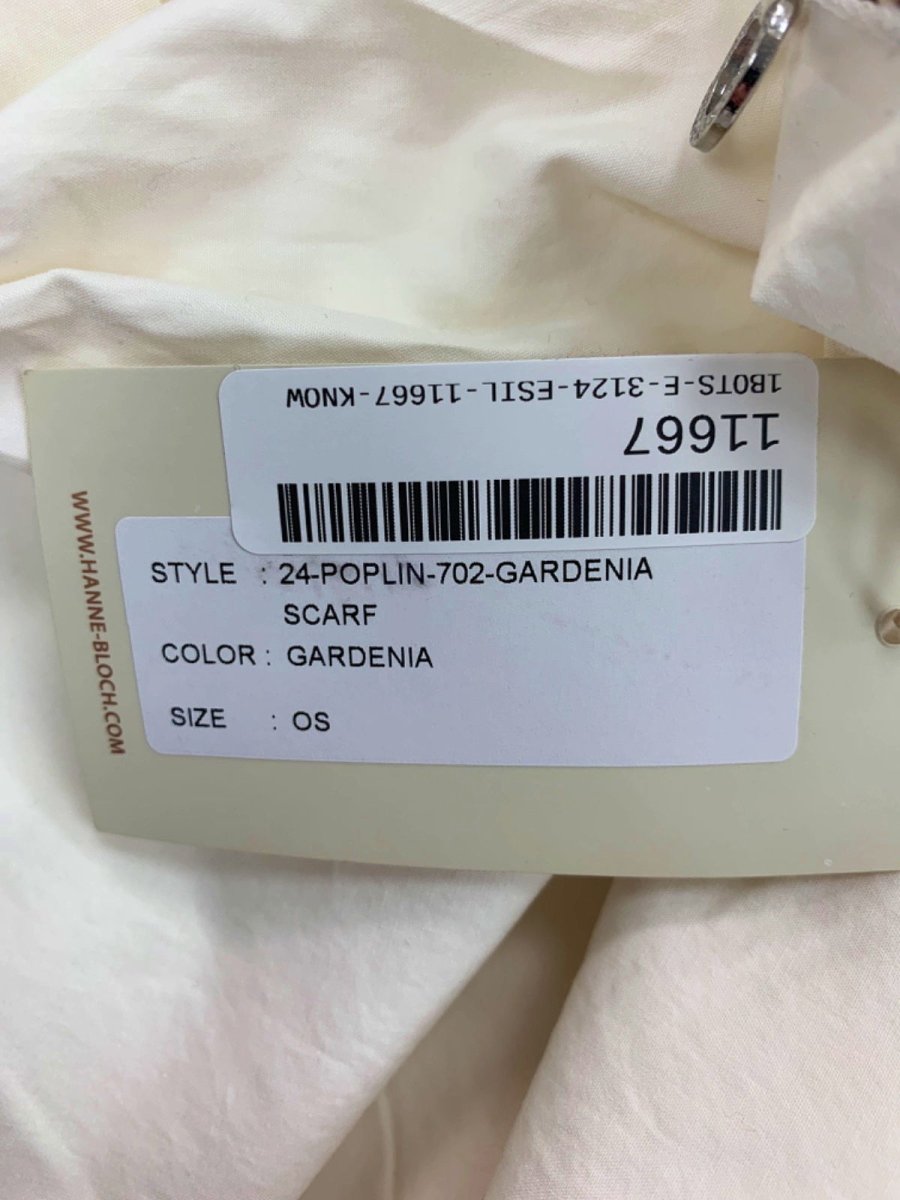 1BOTS-E-3124-ESIL-11667-KNOW
11667
WWW.HANNE-BLOCH.COM
STYLE : 24-POPLIN-702-GARDENIA
SCARF
COLOR : GARDENIA
SIZE : OS